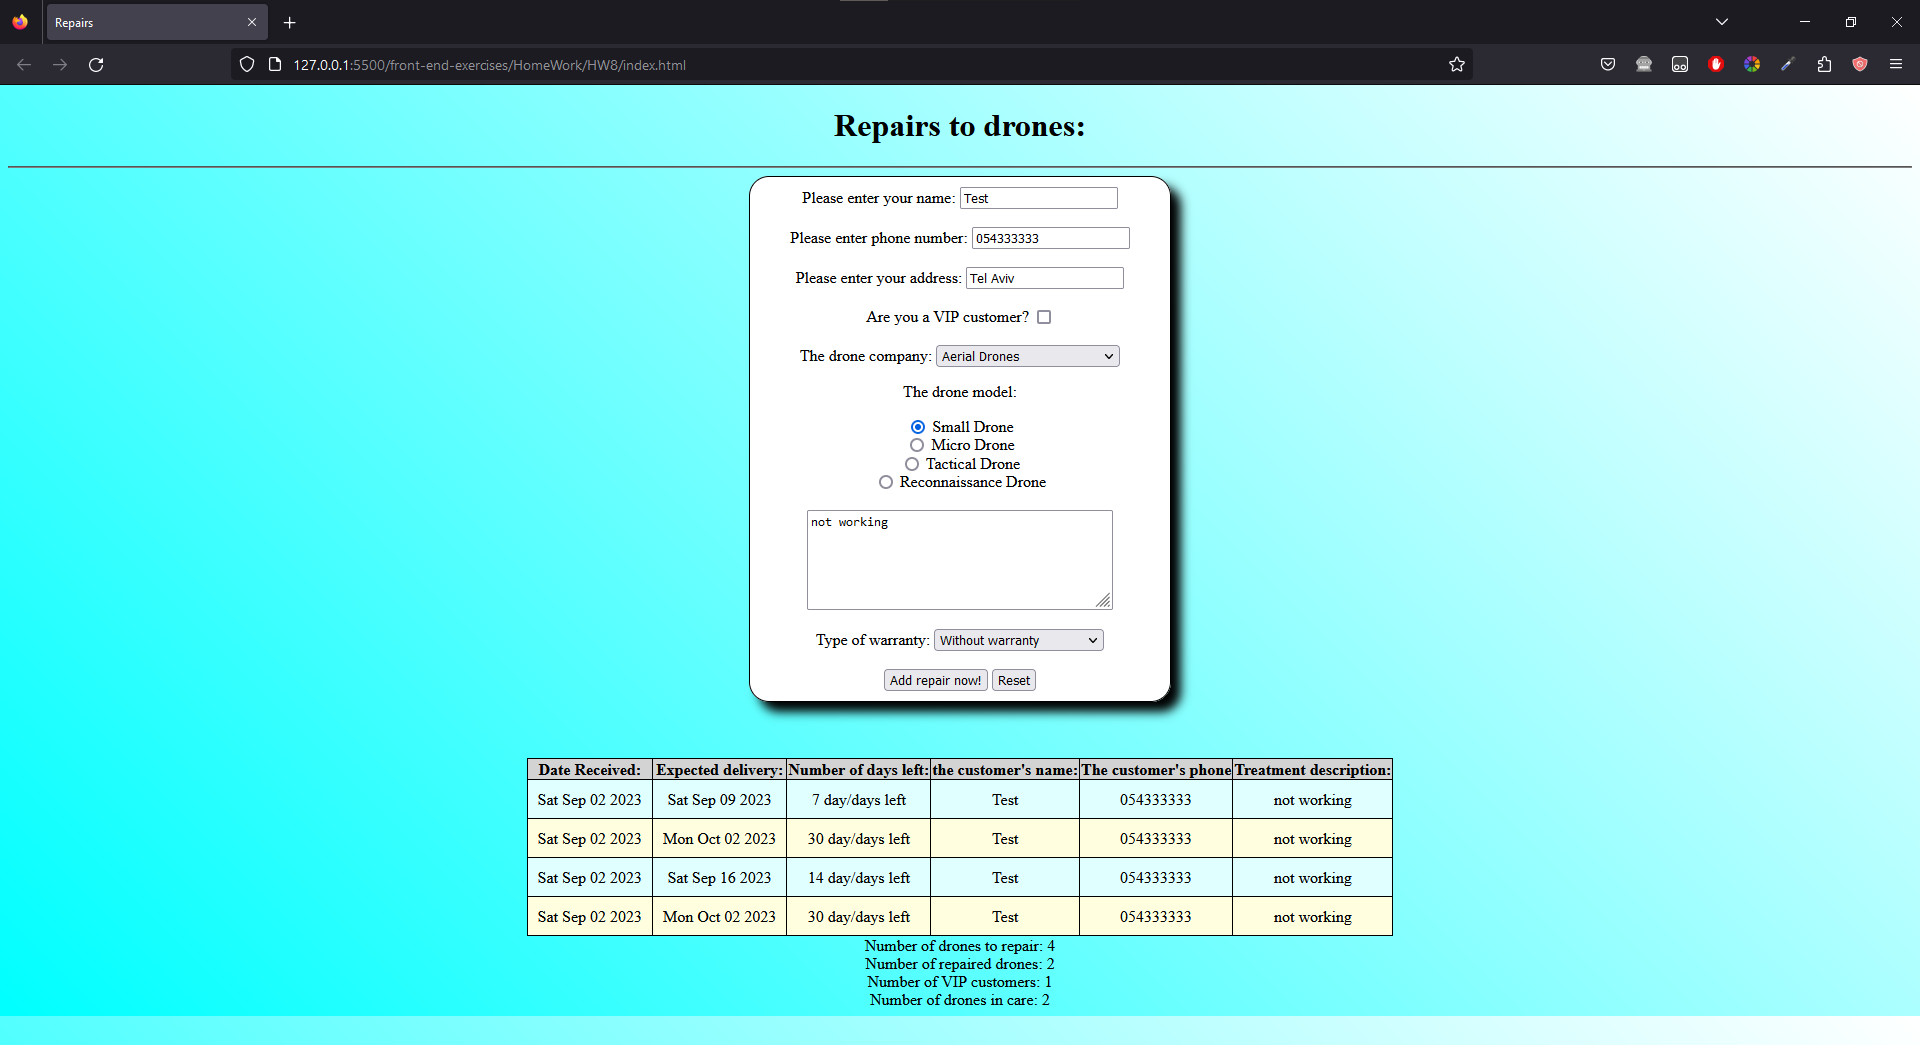 Repairs
127.0.0.1:5500/front-end-exercises/HomeWork/HW8/index.html
Repairs to drones:
Please enter your name: Test
Please enter phone number: 054333333
Please enter your address: Tel Aviv
Are you a VIP customer?
The drone company: Aerial Drones
The drone model:
Small Drone
Micro Drone
Tactical Drone
Reconnaissance Drone
not working
Type of warranty: Without warranty
Add repair now! Reset
Date Received: Expected delivery: Number of days left: the customer's name: The customer's phone Treatment description:
Sat Sep 02 2023 Sat Sep 09 2023 7 day/days left Test 054333333 not working
Sat Sep 02 2023 Mon Oct 02 2023 30 day/days left Test 054333333 not working
Sat Sep 02 2023 Sat Sep 16 2023 14 day/days left Test 054333333 not working
Sat Sep 02 2023 Mon Oct 02 2023 30 day/days left Test 054333333 not working
Number of drones to repair: 4
Number of repaired drones: 2
Number of VIP customers: 1
Number of drones in care: 2